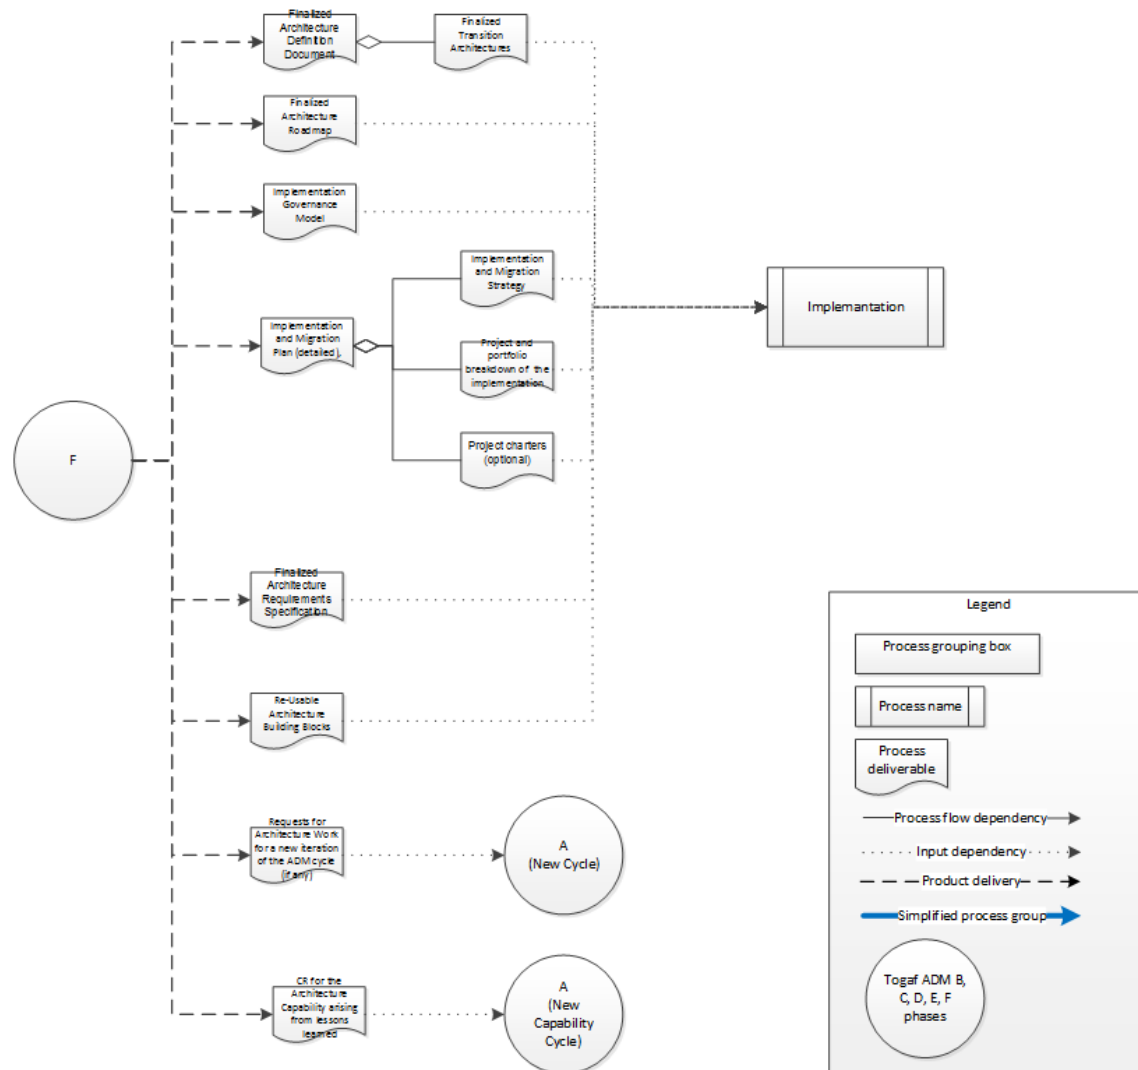 Finalized
Architecture
Definition
Document
Finalized
Transition
Architectures
Finalized
Architecture
Roadmap
Implementation
Governance
Model
Implementation
and Migration
Strategy
Implemantation
Implementation
and Migration
Plan (detailed),
Project and
portfolio
breakdown of the
implementation
Project charters
(optional)
F
Finalized
Architecture
Requirements
Specification
Re-Usable
Architecture
Building Blocks
Requests for
Architecture Work
for a new iteration
of the ADM cycle
(if any)
A
(New Cycle)
CR for the
Architecture
Capability arising
from lessons
learned
A
(New
Capability
Cycle)
Legend
Process grouping box
Process name
Process
deliverable
Process flow dependency
Input dependency
Product delivery
Simplified process group
Togaf ADM B,
C, D, E, F
phases